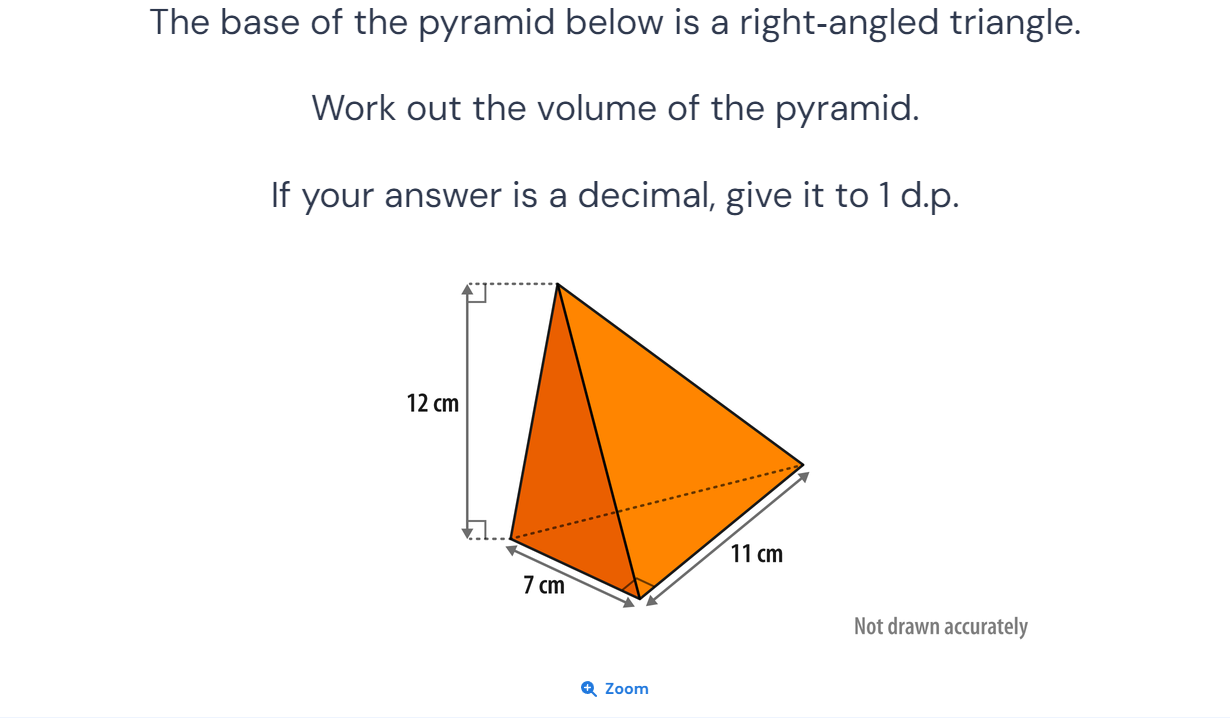 The base of the pyramid below is a right-angled triangle.
Work out the volume of the pyramid.
If your answer is a decimal, give it to 1 d.p.
12 cm
11 cm
7 cm
Not drawn accurately
Zoom